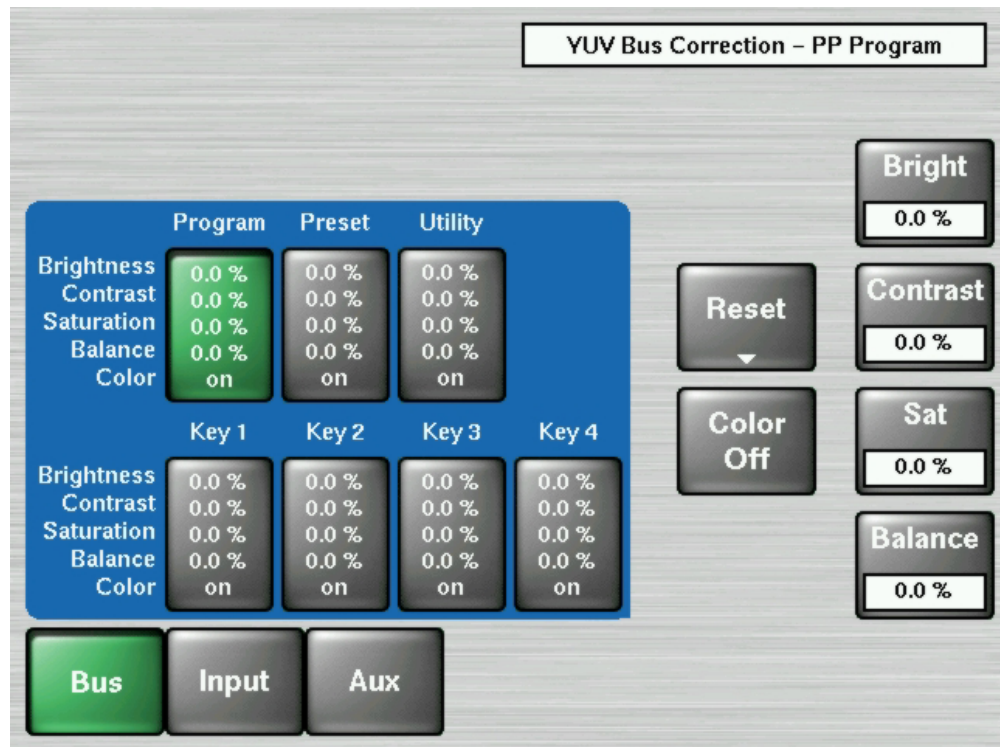 YUV Bus Correction – PP Program
Program Preset Utility
Brightness 0.0 % 0.0 % 0.0 %
Contrast 0.0 % 0.0 % 0.0 %
Saturation 0.0 % 0.0 % 0.0 %
Balance 0.0 % 0.0 % 0.0 %
Color on on on
Key 1 Key 2 Key 3 Key 4
Brightness 0.0 % 0.0 % 0.0 % 0.0 %
Contrast 0.0 % 0.0 % 0.0 % 0.0 %
Saturation 0.0 % 0.0 % 0.0 % 0.0 %
Balance 0.0 % 0.0 % 0.0 % 0.0 %
Color on on on on
Reset
Color
Off
Bright
0.0 %
Contrast
0.0 %
Sat
0.0 %
Balance
0.0 %
Bus Input Aux